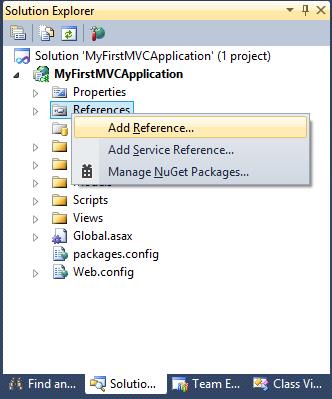 Solution Explorer
Solution 'MyFirstMVCApplication' (1 project)
MyFirstMVCApplication
Properties
References
Add Reference...
Add Service Reference...
Manage NuGet Packages...
Scripts
Views
Global.asax
packages.config
Web.config
Find an...
Solutio...
Team E...
Class Vi...